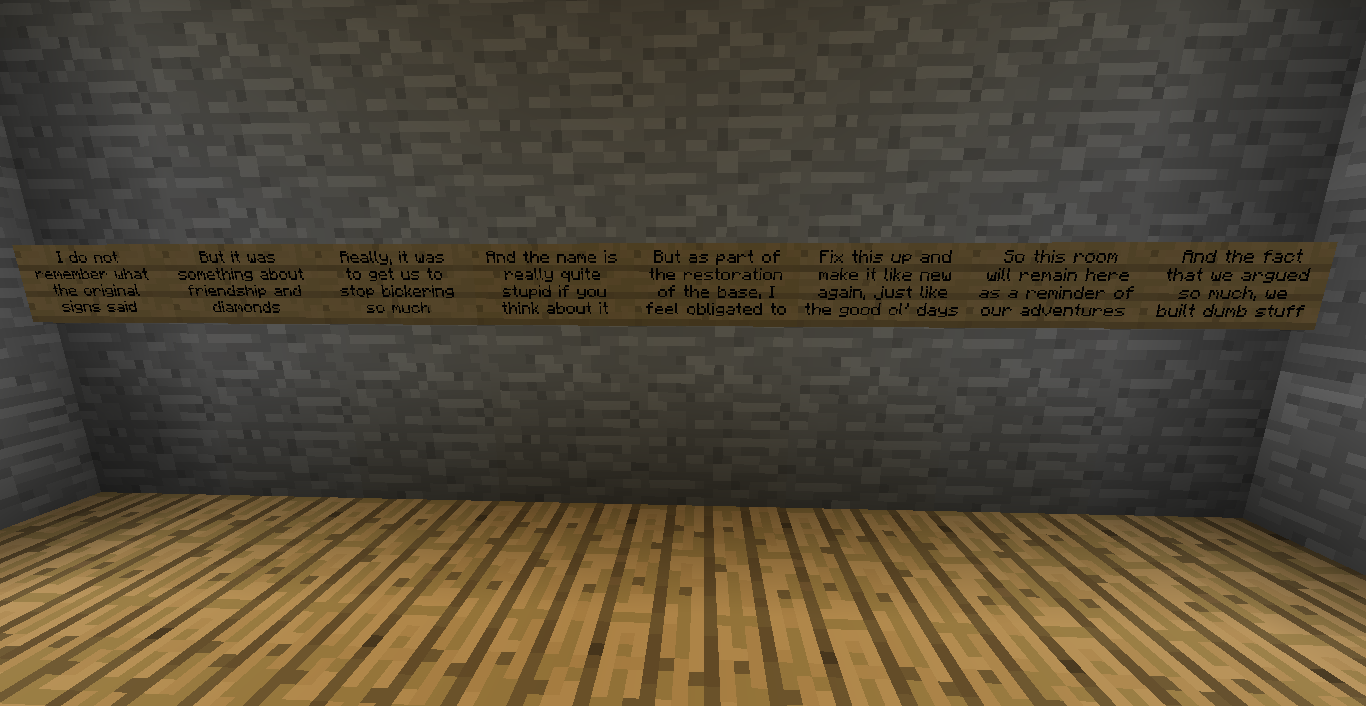 I do not
remember what
the original
signs said
But it was
something about
friendship and
diamonds
Really, it was
to get us to
stop bickering
so much
And the name is
really quite
stupid if you
think about it
But as part of
the restoration
of the base, I
feel obligated to
Fix this up and
make it like new
again, just like
the good ol' days
So this room
will remain here
as a reminder of
our adventures
And the fact
that we argued
so much, we
built dumb stuff